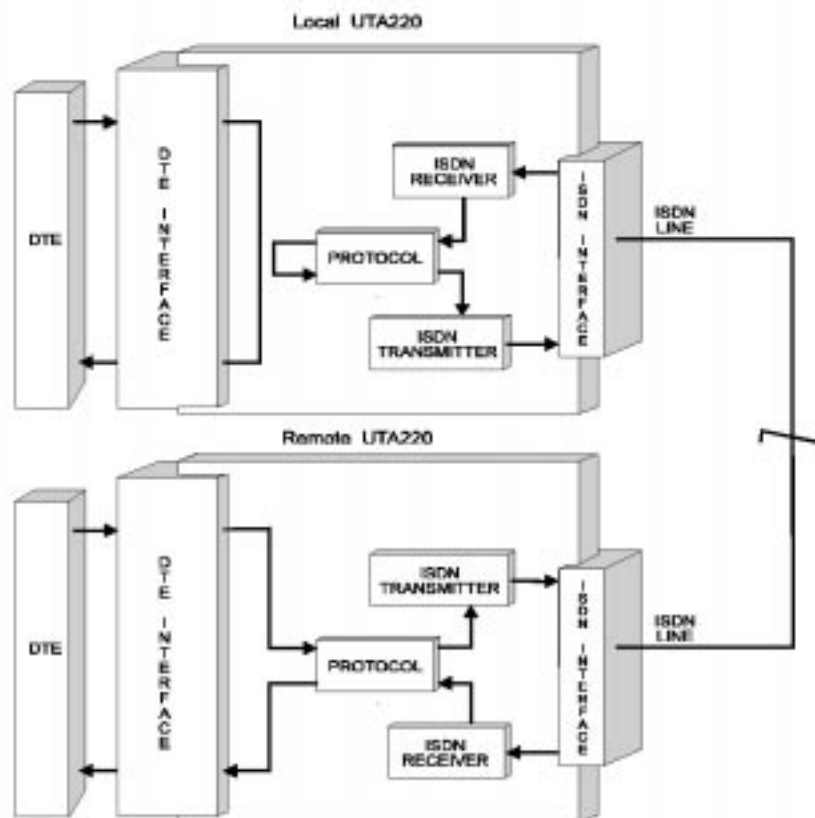 Local UTA220
DTE
DTE INTERFACE
ISDN
RECEIVER
PROTOCOL
ISDN
TRANSMITTER
ISDN INTERFACE
ISDN
LINE
Remote UTA220
DTE
DTE INTERFACE
ISDN
TRANSMITTER
PROTOCOL
ISDN
RECEIVER
ISDN INTERFACE
ISDN
LINE